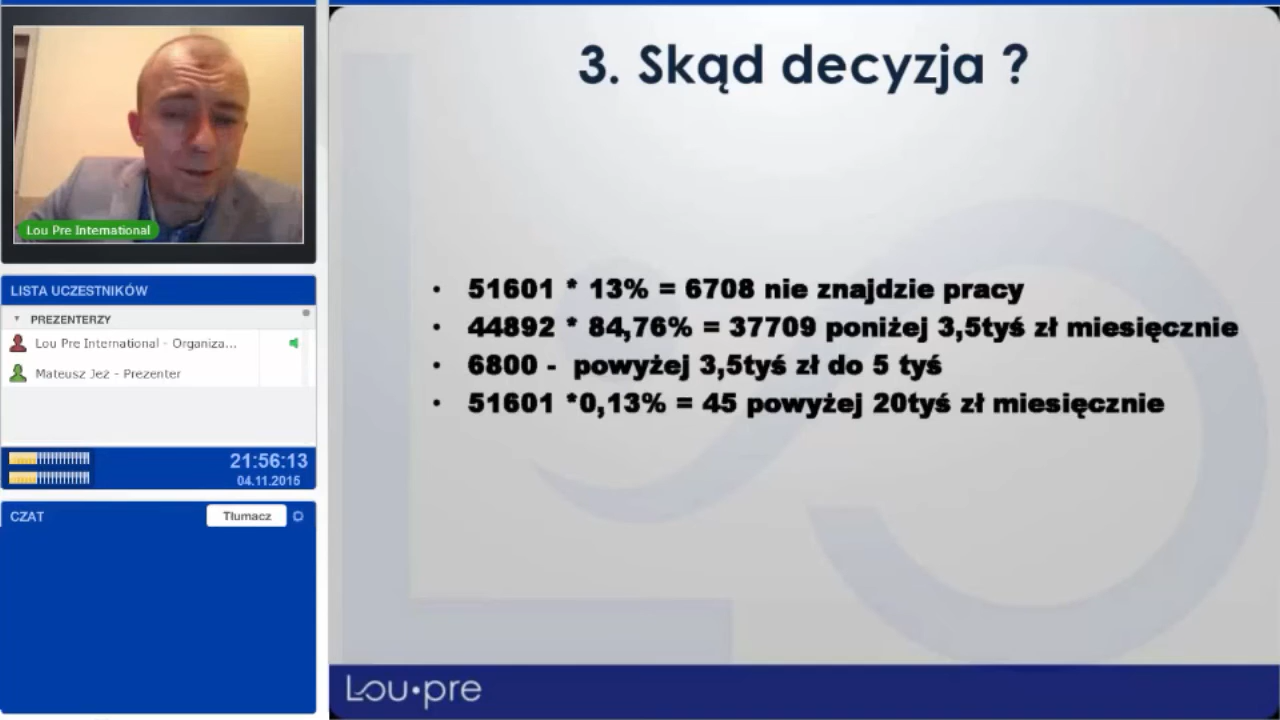 Lou Pre International
LISTA UCZESTNIKÓW
PREZENTERZY
Lou Pre International - Organiza...
Mateusz Jeż - Prezenter
21:56:13
04.11.2015
CZAT
Tłumacz
3. Skąd decyzja ?
• 51601 * 13% = 6708 nie znajdzie pracy
• 44892 * 84,76% = 37709 poniżej 3,5tyś zł miesięcznie
• 6800 - powyżej 3,5tyś zł do 5 tyś
• 51601 *0,13% = 45 powyżej 20tyś zł miesięcznie
Lou•pre